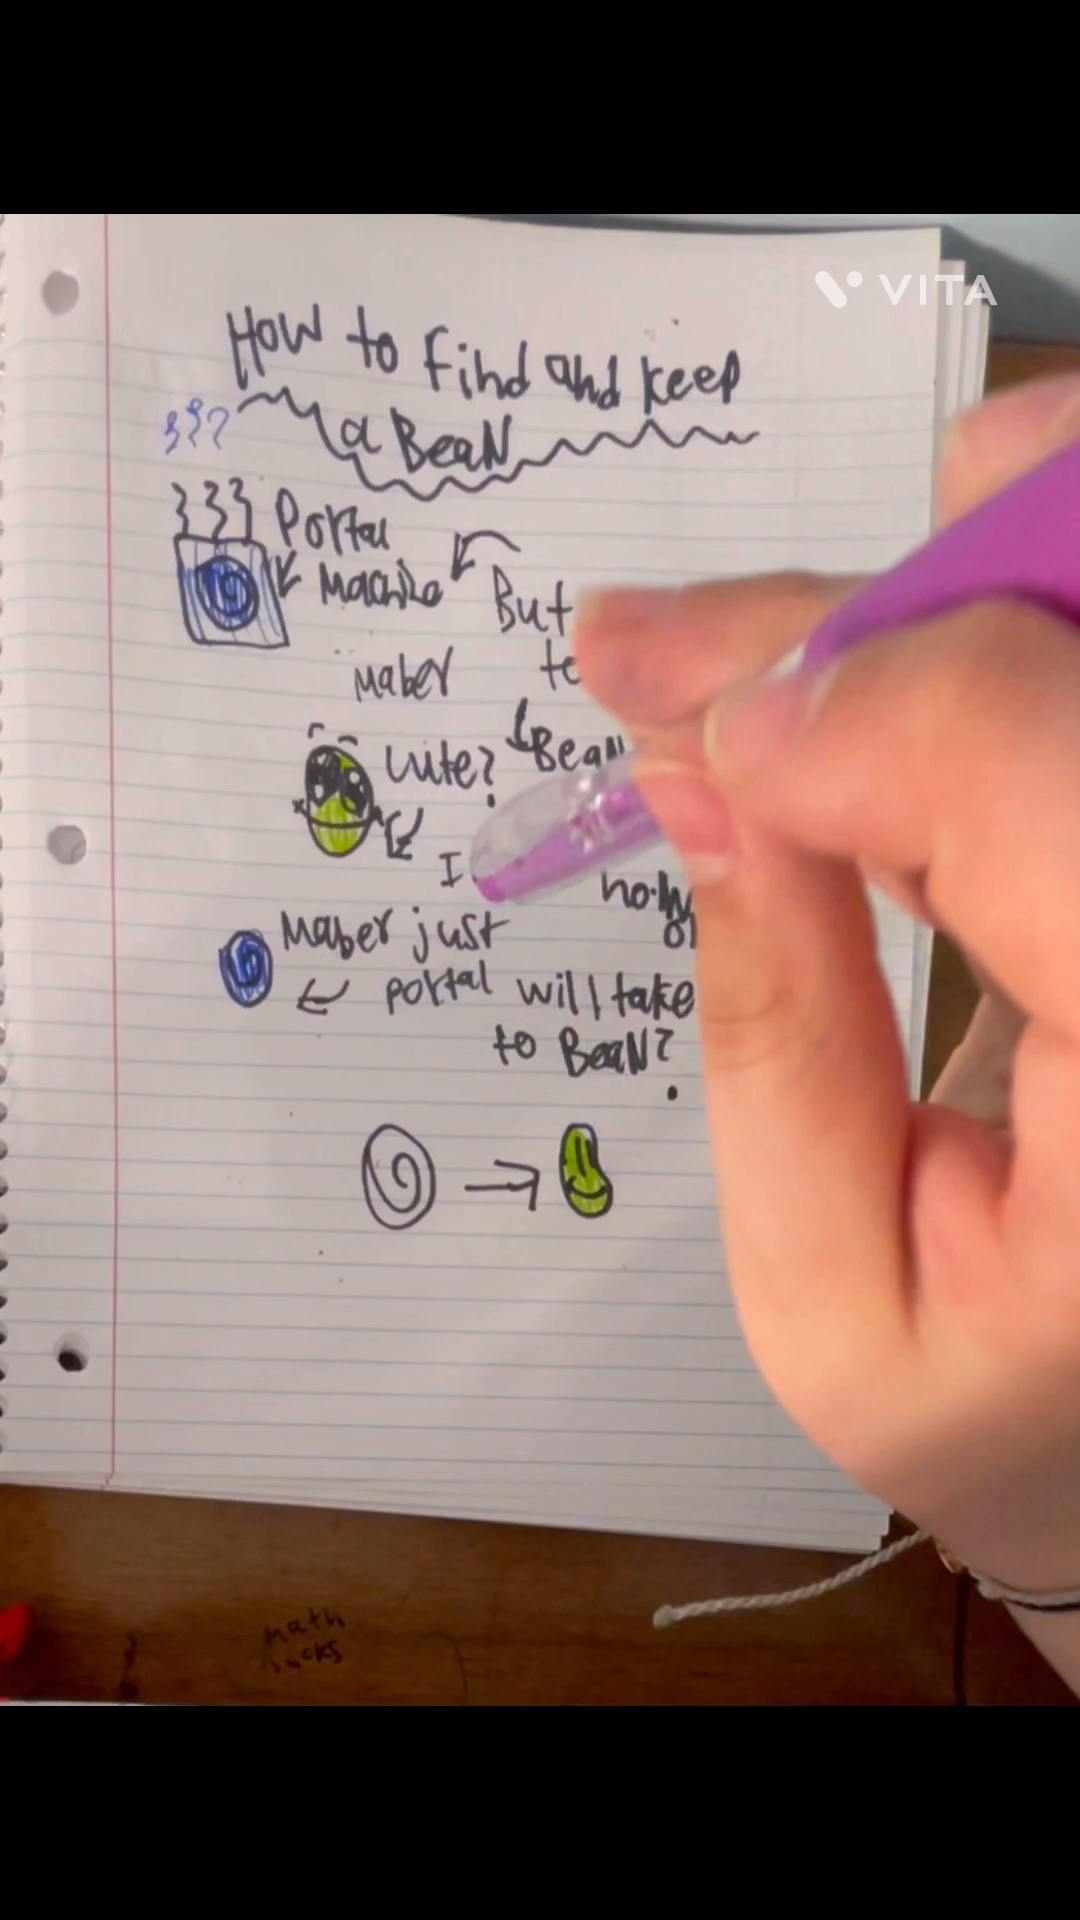 VITA
How to Find and keep
a BeaN
Portal
Machine
But
Maber
Cute?
BeaN
I
Maber just
portal will take
to BeaN?
math
sucks